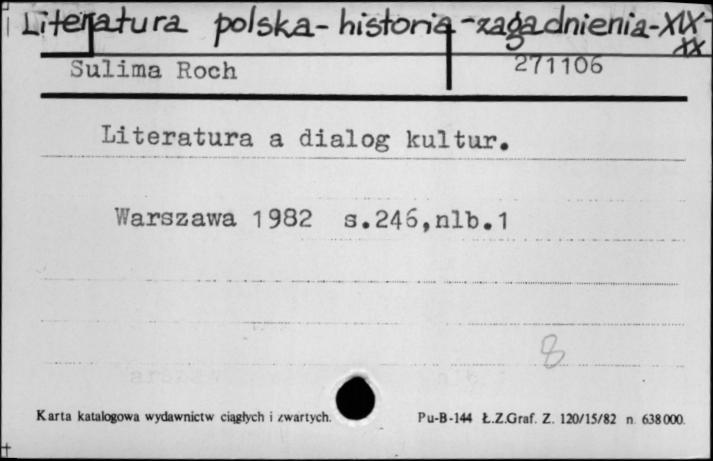 Literatura polska - historia - zagadnienia - XIX-
XX
Sulima Roch 271106
Literatura a dialog kultur.
Warszawa 1982 s.246,nlb.1
8
Karta katalogowa wydawnictw ciągłych i zwartych. Pu-B-144 Ł.Z.Graf. Z. 120/15/82 n. 638000.